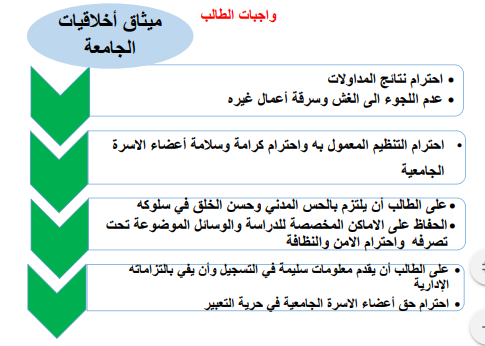 واجبات الطالب
ميثاق أخلاقيات
الجامعة
• احترام نتائج المداولات
• عدم اللجوء الى الغش وسرقة أعمال غيره
• احترام التنظيم المعمول به واحترام كرامة وسلامة أعضاء الاسرة
الجامعية
• على الطالب أن يلتزم بالحس المدني وحسن الخلق في سلوكه
• الحفاظ على الاماكن المخصصة للدراسة والوسائل الموضوعة تحت
تصرفه واحترام الامن والنظافة
• على الطالب أن يقدم معلومات سليمة في التسجيل وأن يفي بالتزاماته
الإدارية
• احترام حق أعضاء الاسرة الجامعية في حرية التعبير